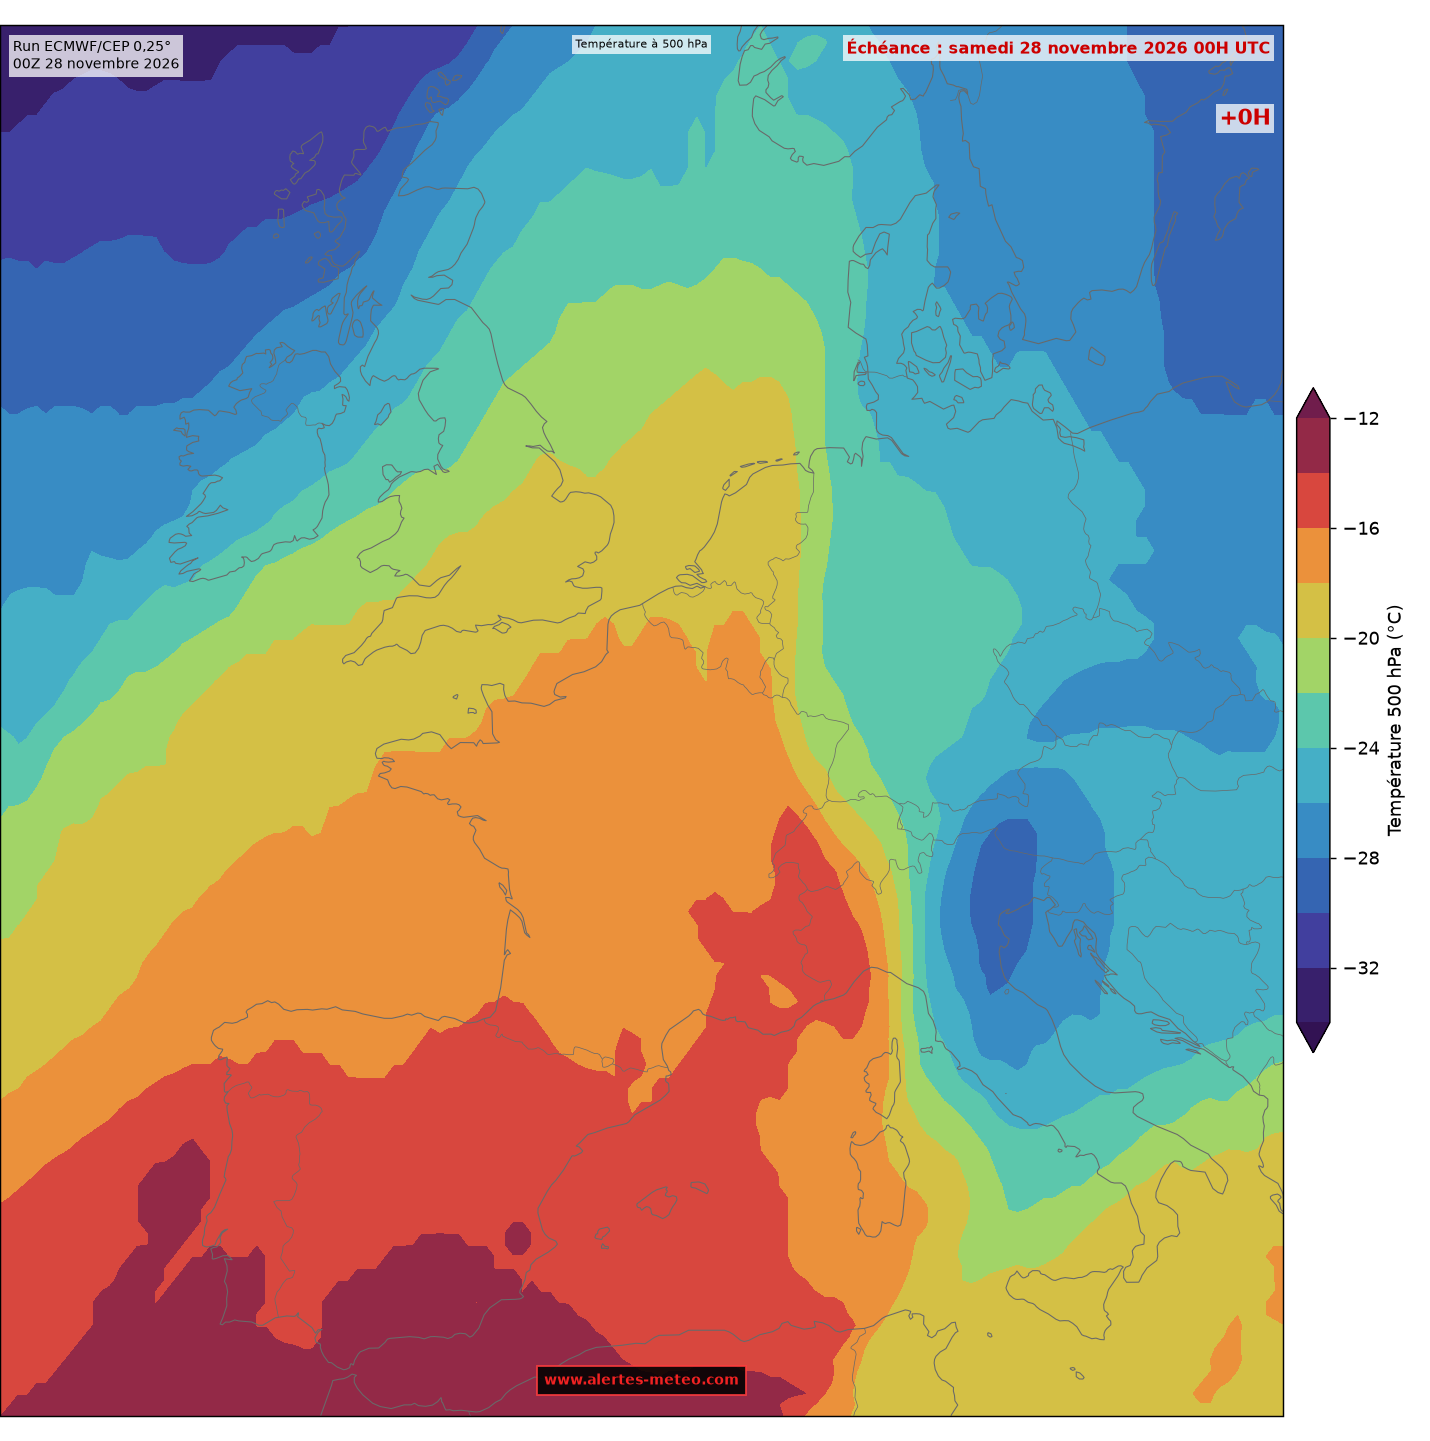 Run ECMWF/CEP 0,25°
00Z 28 novembre 2026
Température à 500 hPa
Échéance : samedi 28 novembre 2026 00H UTC
+0H
−12
−16
−20
−24
−28
−32
Température 500 hPa (°C)
www.alertes-meteo.com